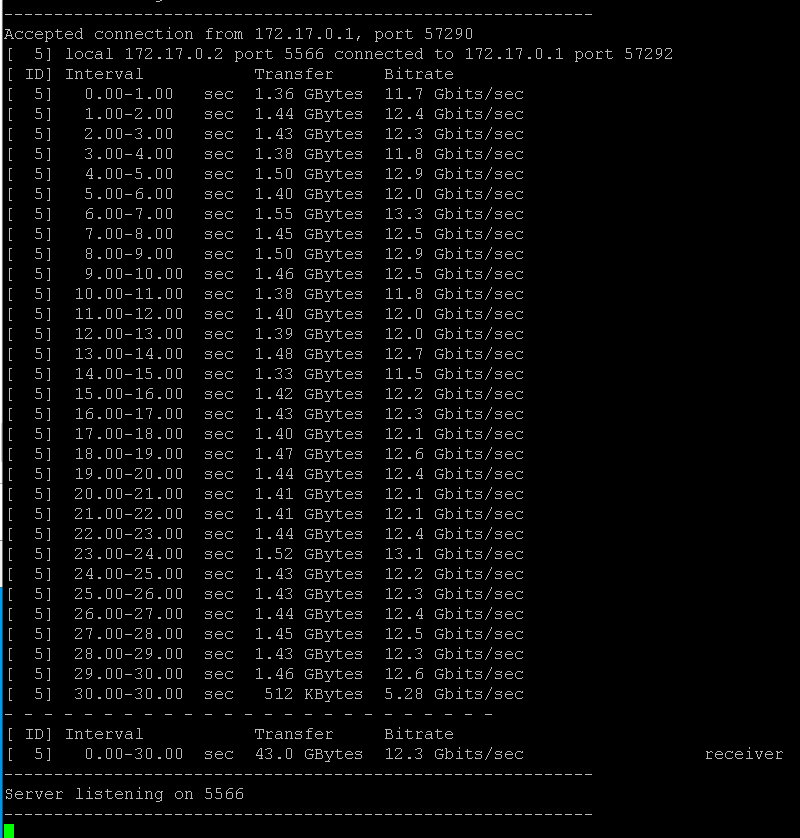 -----------------------------------------------------------
Accepted connection from 172.17.0.1, port 57290
[  5] local 172.17.0.2 port 5566 connected to 172.17.0.1 port 57292
[ ID] Interval           Transfer     Bitrate
[  5]   0.00-1.00   sec  1.36 GBytes  11.7 Gbits/sec
[  5]   1.00-2.00   sec  1.44 GBytes  12.4 Gbits/sec
[  5]   2.00-3.00   sec  1.43 GBytes  12.3 Gbits/sec
[  5]   3.00-4.00   sec  1.38 GBytes  11.8 Gbits/sec
[  5]   4.00-5.00   sec  1.50 GBytes  12.9 Gbits/sec
[  5]   5.00-6.00   sec  1.40 GBytes  12.0 Gbits/sec
[  5]   6.00-7.00   sec  1.55 GBytes  13.3 Gbits/sec
[  5]   7.00-8.00   sec  1.45 GBytes  12.5 Gbits/sec
[  5]   8.00-9.00   sec  1.50 GBytes  12.9 Gbits/sec
[  5]   9.00-10.00  sec  1.46 GBytes  12.5 Gbits/sec
[  5]  10.00-11.00  sec  1.38 GBytes  11.8 Gbits/sec
[  5]  11.00-12.00  sec  1.40 GBytes  12.0 Gbits/sec
[  5]  12.00-13.00  sec  1.39 GBytes  12.0 Gbits/sec
[  5]  13.00-14.00  sec  1.48 GBytes  12.7 Gbits/sec
[  5]  14.00-15.00  sec  1.33 GBytes  11.5 Gbits/sec
[  5]  15.00-16.00  sec  1.42 GBytes  12.2 Gbits/sec
[  5]  16.00-17.00  sec  1.43 GBytes  12.3 Gbits/sec
[  5]  17.00-18.00  sec  1.40 GBytes  12.1 Gbits/sec
[  5]  18.00-19.00  sec  1.47 GBytes  12.6 Gbits/sec
[  5]  19.00-20.00  sec  1.44 GBytes  12.4 Gbits/sec
[  5]  20.00-21.00  sec  1.41 GBytes  12.1 Gbits/sec
[  5]  21.00-22.00  sec  1.41 GBytes  12.1 Gbits/sec
[  5]  22.00-23.00  sec  1.44 GBytes  12.4 Gbits/sec
[  5]  23.00-24.00  sec  1.52 GBytes  13.1 Gbits/sec
[  5]  24.00-25.00  sec  1.43 GBytes  12.2 Gbits/sec
[  5]  25.00-26.00  sec  1.43 GBytes  12.3 Gbits/sec
[  5]  26.00-27.00  sec  1.44 GBytes  12.4 Gbits/sec
[  5]  27.00-28.00  sec  1.45 GBytes  12.5 Gbits/sec
[  5]  28.00-29.00  sec  1.43 GBytes  12.3 Gbits/sec
[  5]  29.00-30.00  sec  1.46 GBytes  12.6 Gbits/sec
[  5]  30.00-30.00  sec   512 KBytes  5.28 Gbits/sec
- - - - - - - - - - - - - - - - - - - - - - - - -
[ ID] Interval           Transfer     Bitrate
[  5]   0.00-30.00  sec  43.0 GBytes  12.3 Gbits/sec                  receiver
-----------------------------------------------------------
Server listening on 5566
-----------------------------------------------------------